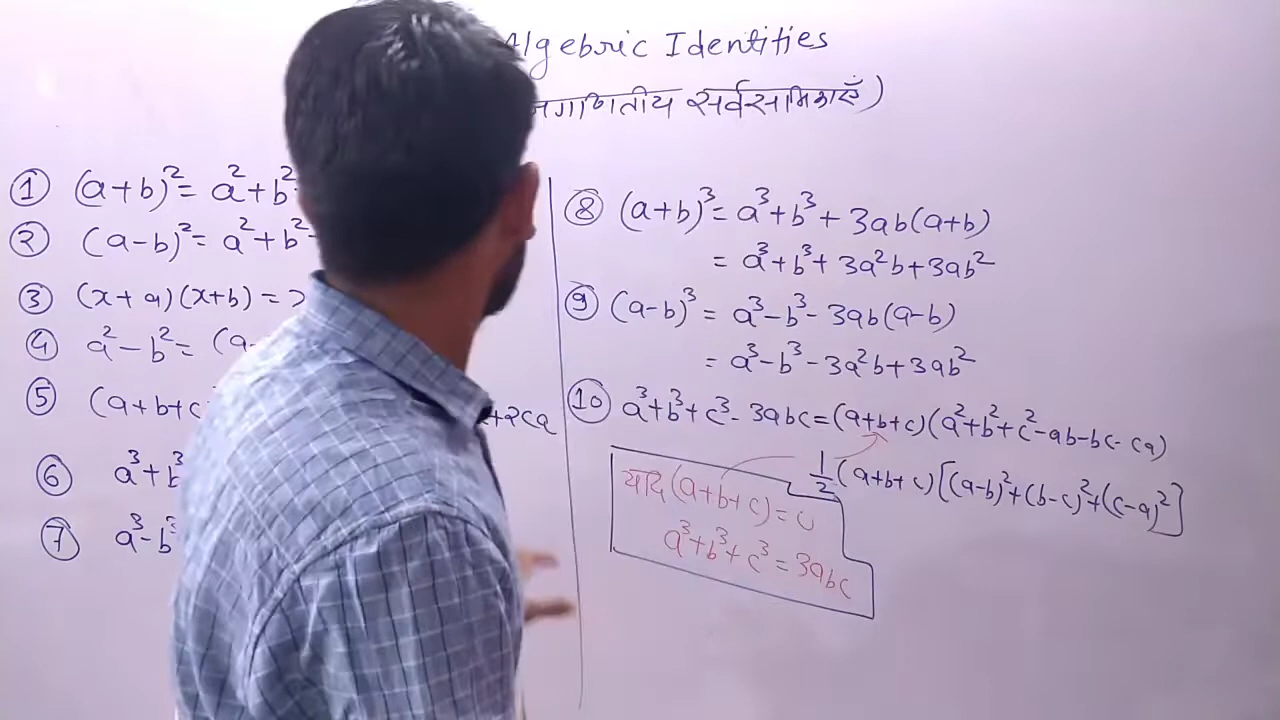 Algebric Identities
सर्वसामिकाएँ)
① (a+b)²= a²+b²
② (a-b)²= a²+b²-
③ (x+a)(x+b)=
④ a²-b²= (a-
⑤ (a+b+c +2ca
⑥ a³+b³
⑦ a³-b³
⑧ (a+b)³= a³+b³+3ab(a+b)
= a³+b³+3a²b+3ab²
⑨ (a-b)³= a³-b³-3ab(a-b)
= a³-b³-3a²b+3ab²
⑩ a³+b³+c³-3abc=(a+b+c)(a²+b²+c²-ab-bc-ca)
1/2(a+b+c)[(a-b)²+(b-c)²+(c-a)²]
यदि (a+b+c)=0
a³+b³+c³=3abc